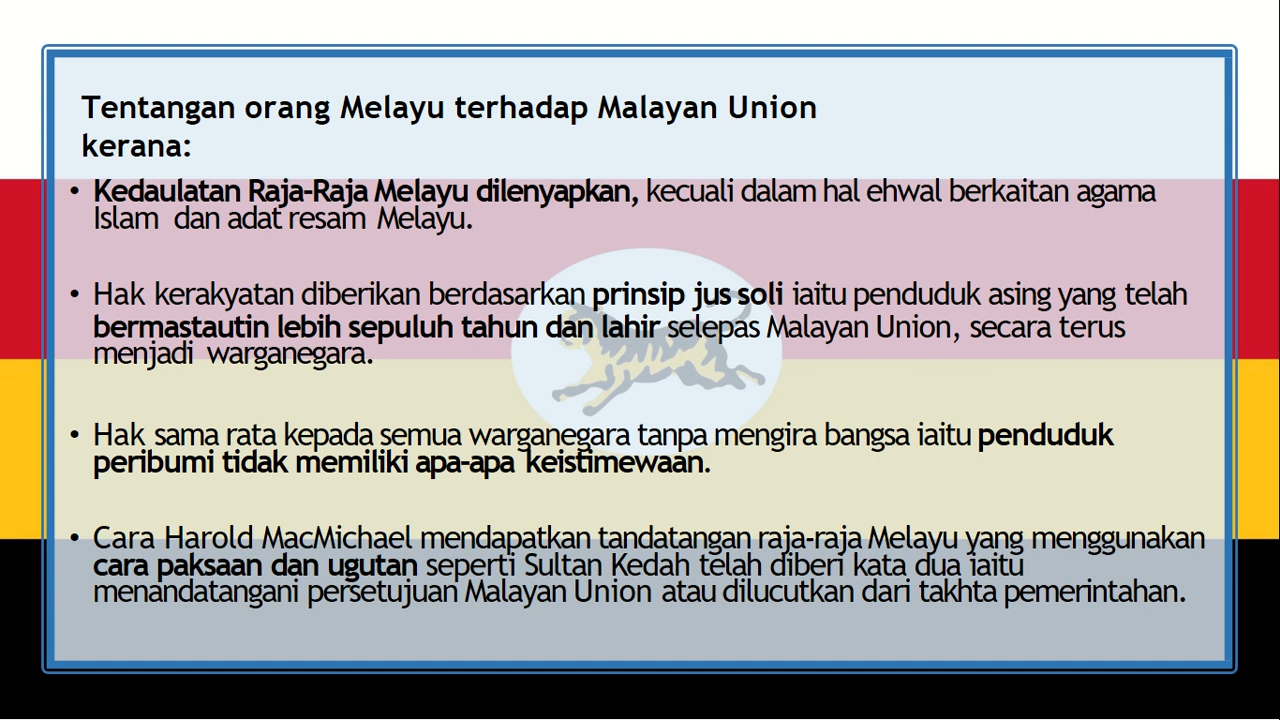 Tentangan orang Melayu terhadap Malayan Union
kerana:
• Kedaulatan Raja-Raja Melayu dilenyapkan, kecuali dalam hal ehwal berkaitan agama
Islam dan adat resam Melayu.
• Hak kerakyatan diberikan berdasarkan prinsip jus soli iaitu penduduk asing yang telah
bermastautin lebih sepuluh tahun dan lahir selepas Malayan Union, secara terus
menjadi warganegara.
• Hak sama rata kepada semua warganegara tanpa mengira bangsa iaitu penduduk
peribumi tidak memiliki apa-apa keistimewaan.
• Cara Harold MacMichael mendapatkan tandatangan raja-raja Melayu yang menggunakan
cara paksaan dan ugutan seperti Sultan Kedah telah diberi kata dua iaitu
menandatangani persetujuan Malayan Union atau dilucutkan dari takhta pemerintahan.